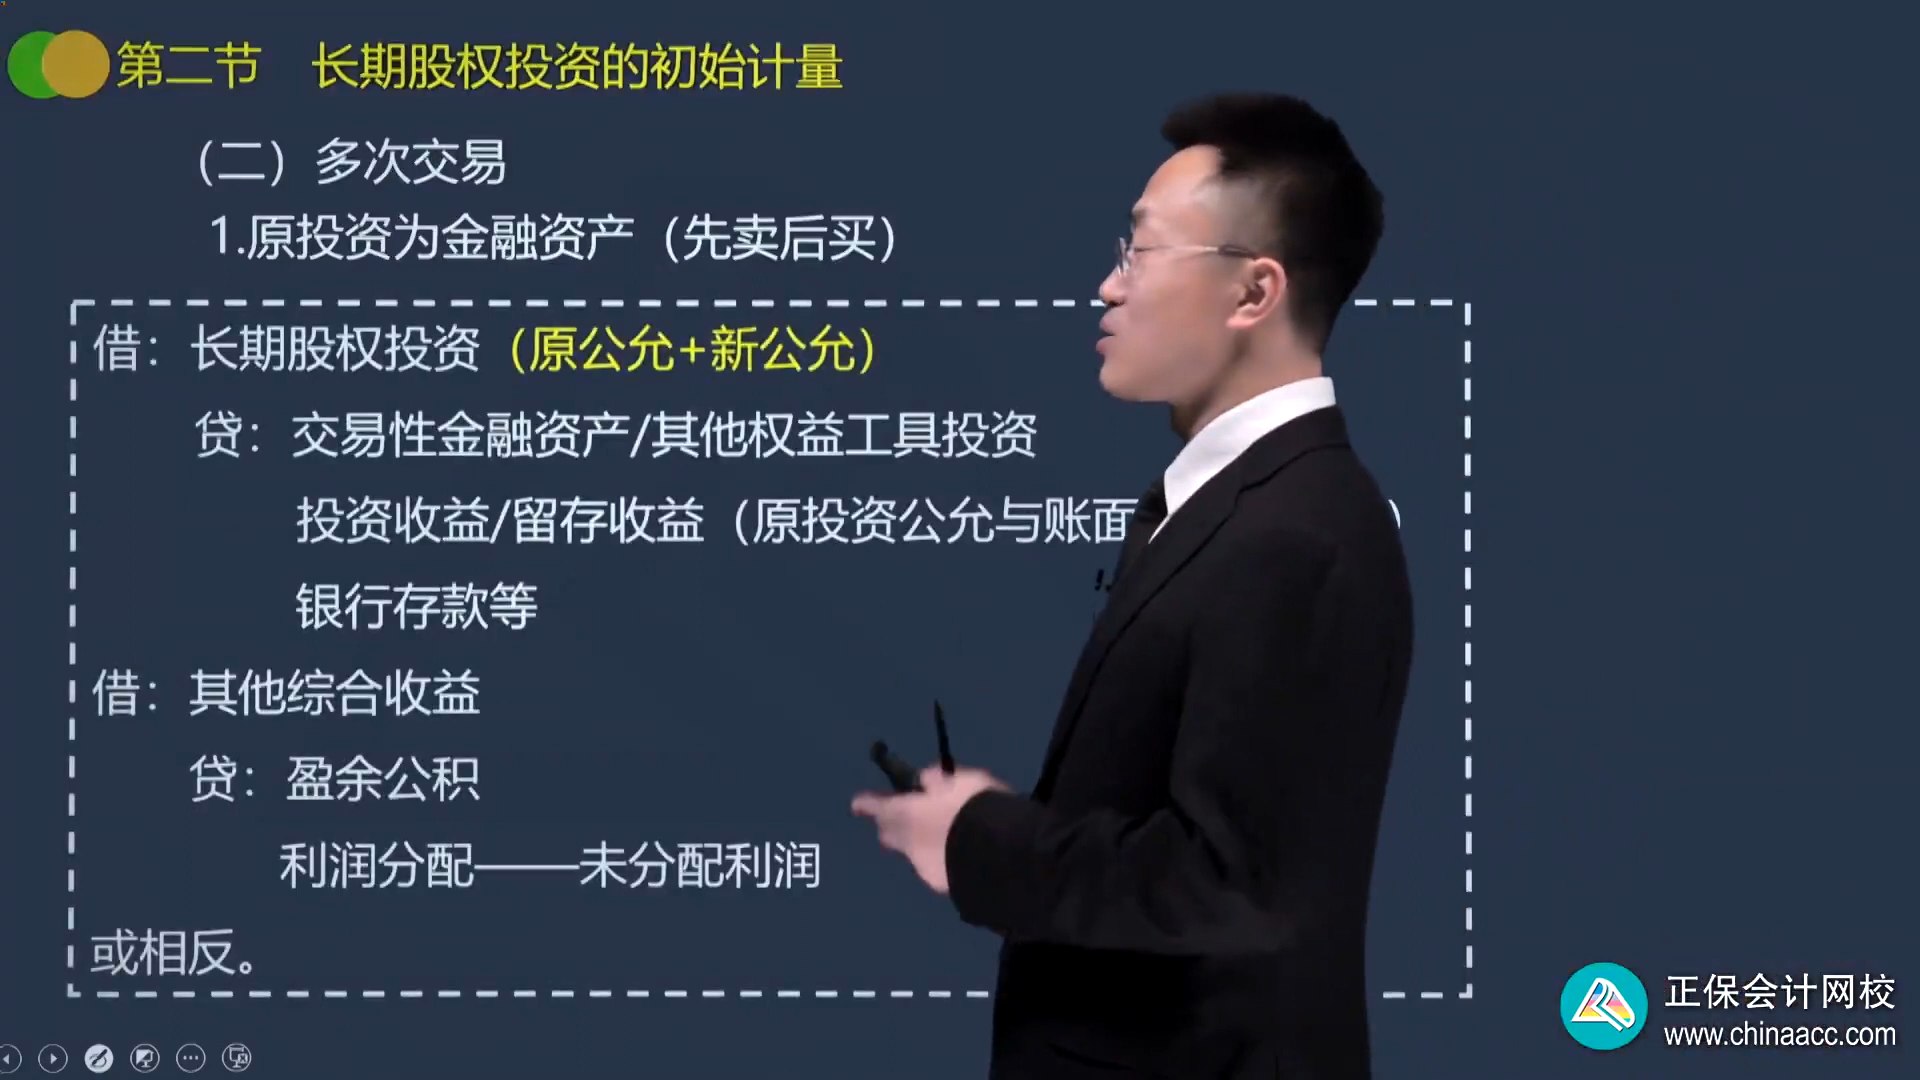 第二节 长期股权投资的初始计量
（二）多次交易
1.原投资为金融资产（先卖后买）
借：长期股权投资（原公允+新公允）
贷：交易性金融资产/其他权益工具投资
投资收益/留存收益（原投资公允与账面 ）
银行存款等
借：其他综合收益
贷：盈余公积
利润分配——未分配利润
或相反。
正保会计网校
www.chinaacc.com